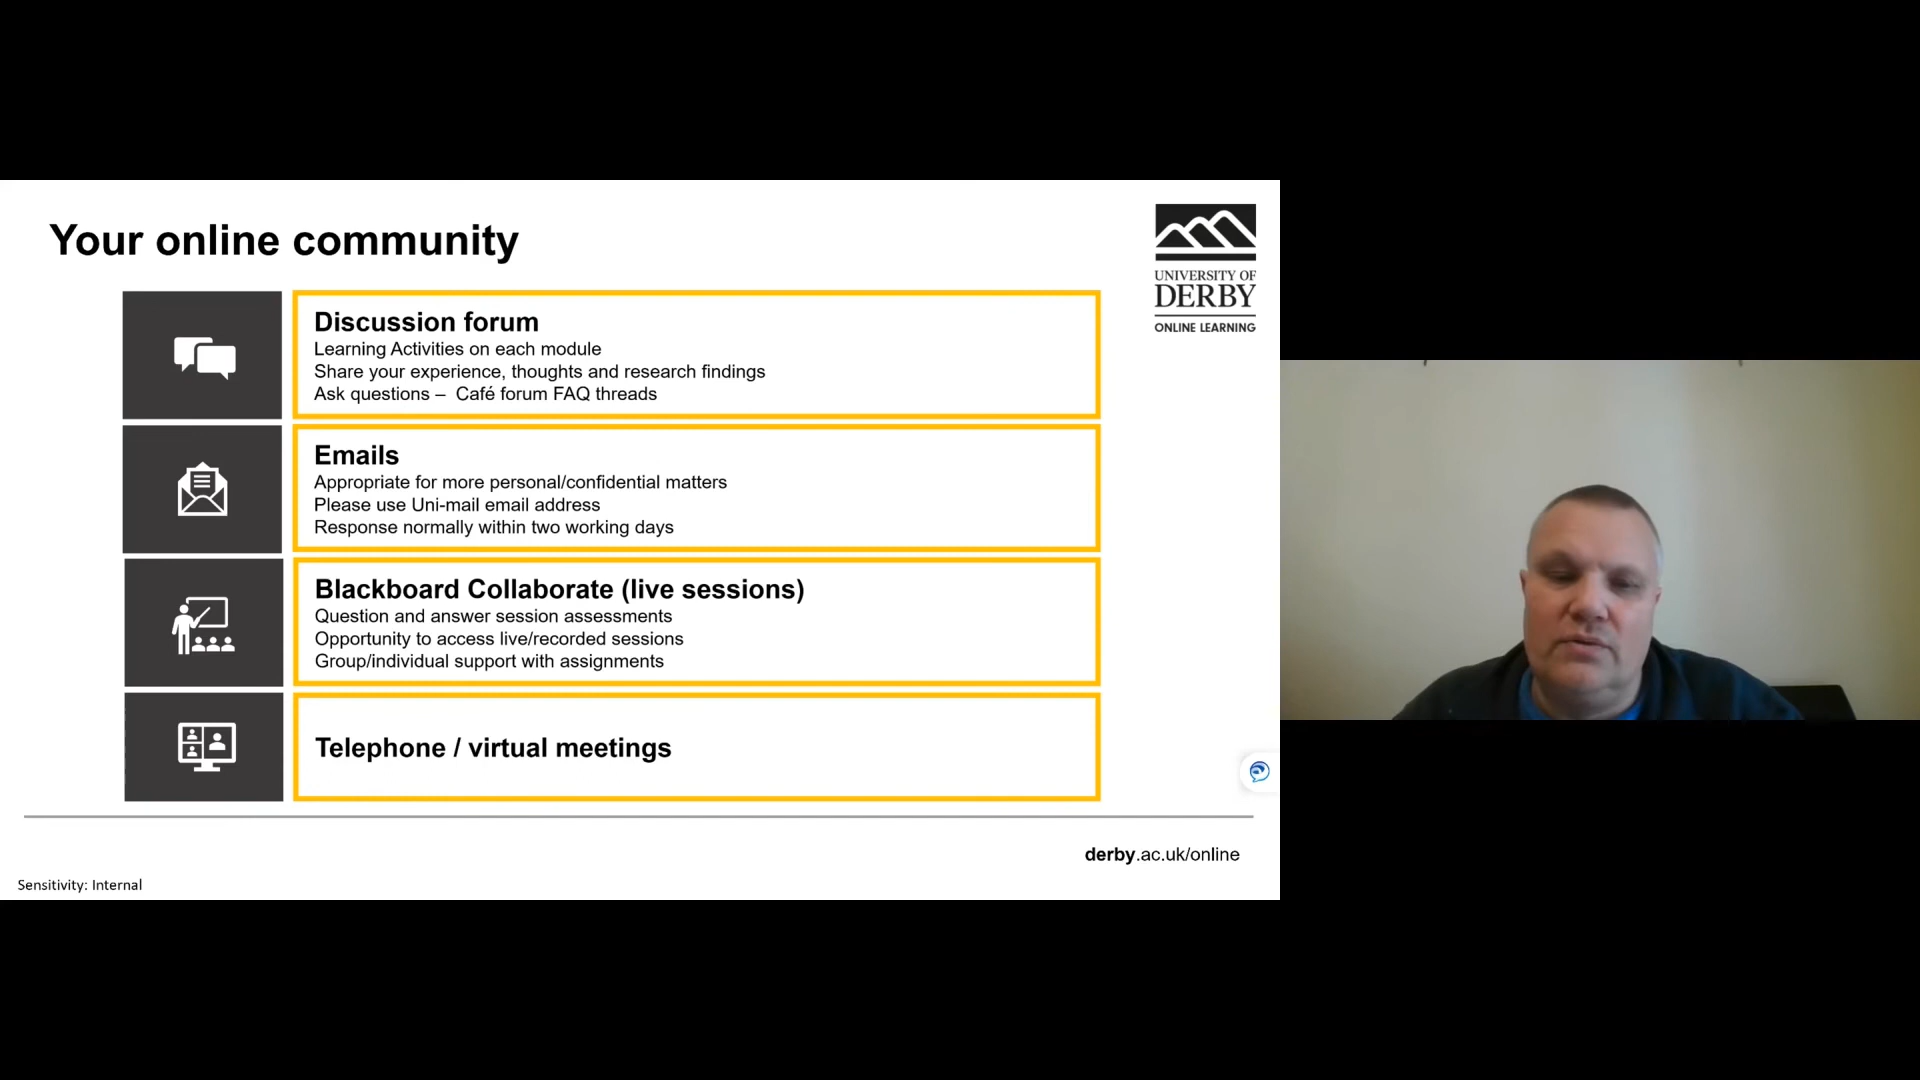 Your online community
UNIVERSITY OF
DERBY
ONLINE LEARNING
Discussion forum
Learning Activities on each module
Share your experience, thoughts and research findings
Ask questions –  Café forum FAQ threads
Emails
Appropriate for more personal/confidential matters
Please use Uni-mail email address
Response normally within two working days
Blackboard Collaborate (live sessions)
Question and answer session assessments
Opportunity to access live/recorded sessions
Group/individual support with assignments
Telephone / virtual meetings
derby.ac.uk/online
Sensitivity: Internal